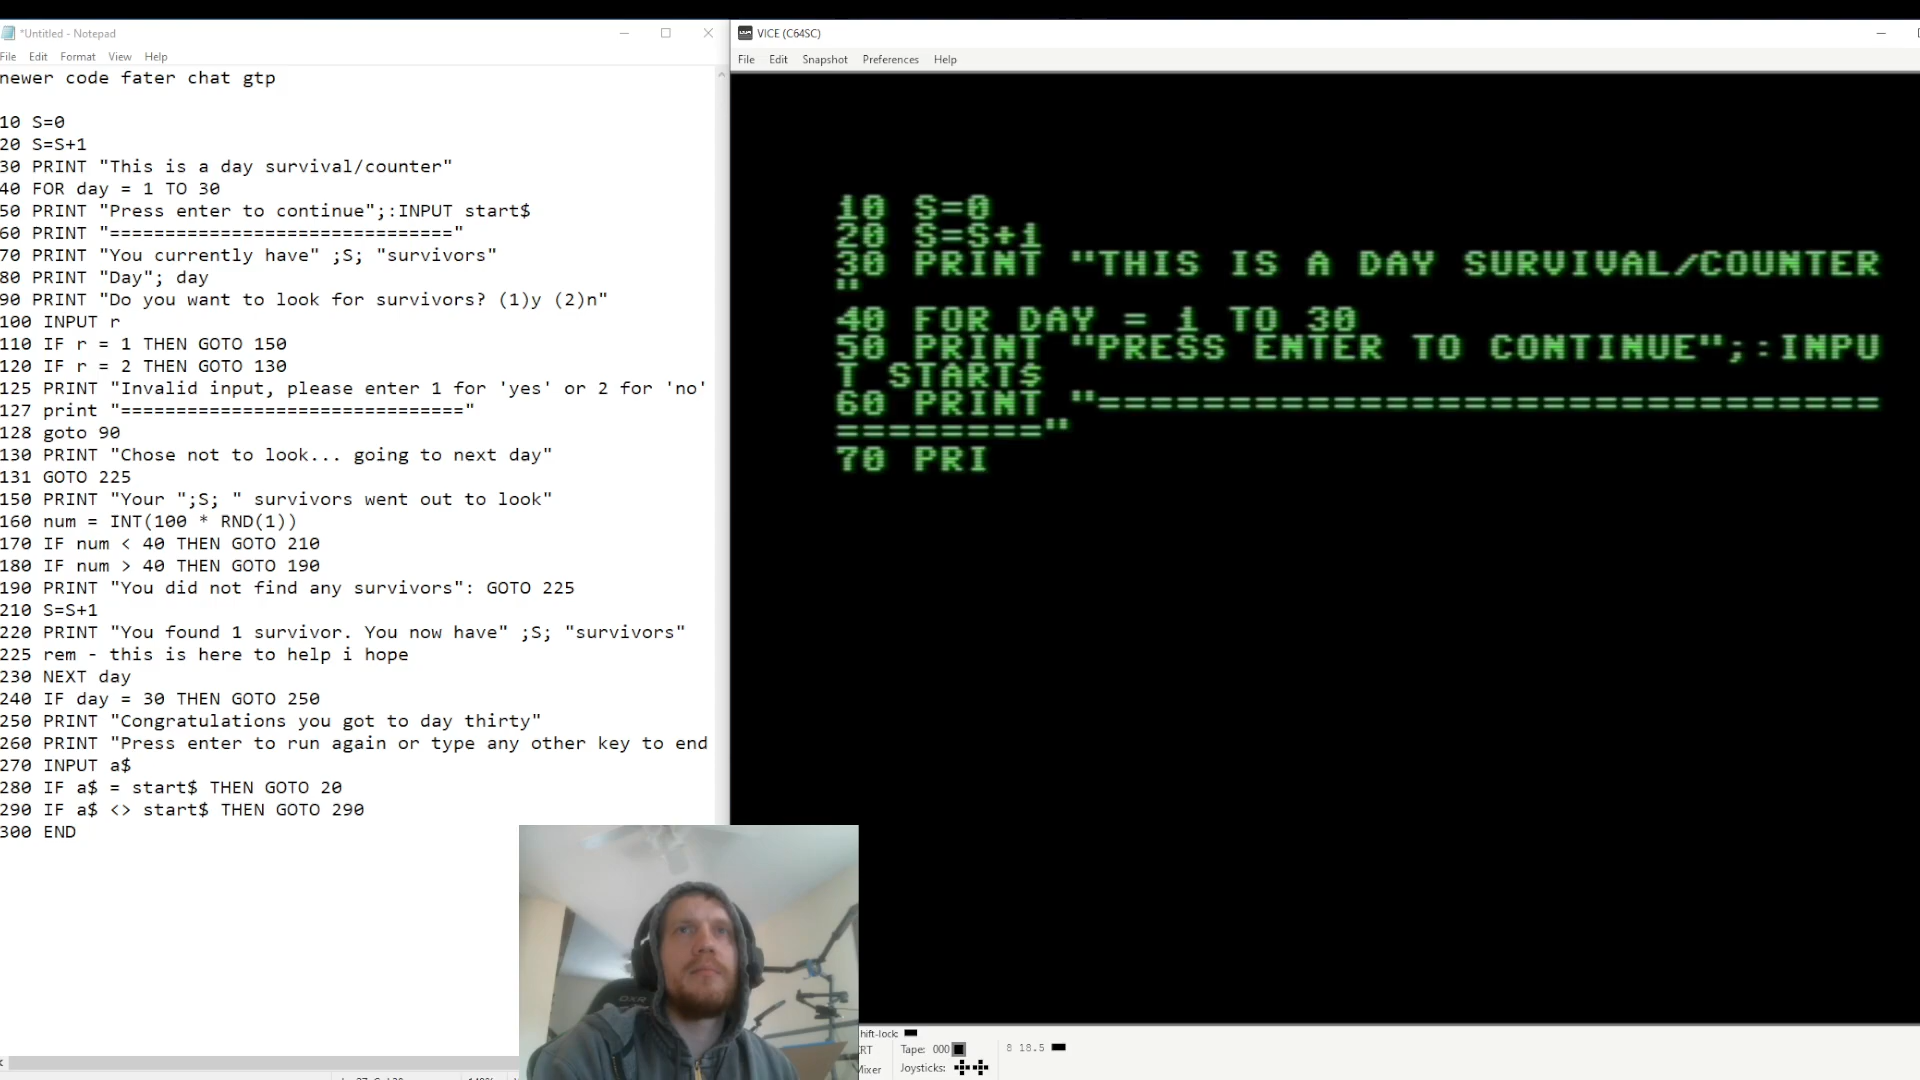 *Untitled - Notepad
File Edit Format View Help
newer code fater chat gtp
10 S=0
20 S=S+1
30 PRINT "This is a day survival/counter"
40 FOR day = 1 TO 30
50 PRINT "Press enter to continue";:INPUT start$
60 PRINT "==============================="
70 PRINT "You currently have" ;S; "survivors"
80 PRINT "Day"; day
90 PRINT "Do you want to look for survivors? (1)y (2)n"
100 INPUT r
110 IF r = 1 THEN GOTO 150
120 IF r = 2 THEN GOTO 130
125 PRINT "Invalid input, please enter 1 for 'yes' or 2 for 'no'
127 print "==============================="
128 goto 90
130 PRINT "Chose not to look... going to next day"
131 GOTO 225
150 PRINT "Your ";S; " survivors went out to look"
160 num = INT(100 * RND(1))
170 IF num < 40 THEN GOTO 210
180 IF num > 40 THEN GOTO 190
190 PRINT "You did not find any survivors": GOTO 225
210 S=S+1
220 PRINT "You found 1 survivor. You now have" ;S; "survivors"
225 rem - this is here to help i hope
230 NEXT day
240 IF day = 30 THEN GOTO 250
250 PRINT "Congratulations you got to day thirty"
260 PRINT "Press enter to run again or type any other key to end
270 INPUT a$
280 IF a$ = start$ THEN GOTO 20
290 IF a$ <> start$ THEN GOTO 290
300 END
VICE (C64SC)
File Edit Snapshot Preferences Help
10 S=0
20 S=S+1
30 PRINT "THIS IS A DAY SURVIVAL/COUNTER
"
40 FOR DAY = 1 TO 30
50 PRINT "PRESS ENTER TO CONTINUE";:INPU
T START$
60 PRINT "==============================
========"
70 PRI
hift-lock:
CRT Tape: 000 8 18.5
Mixer Joysticks:
DXR